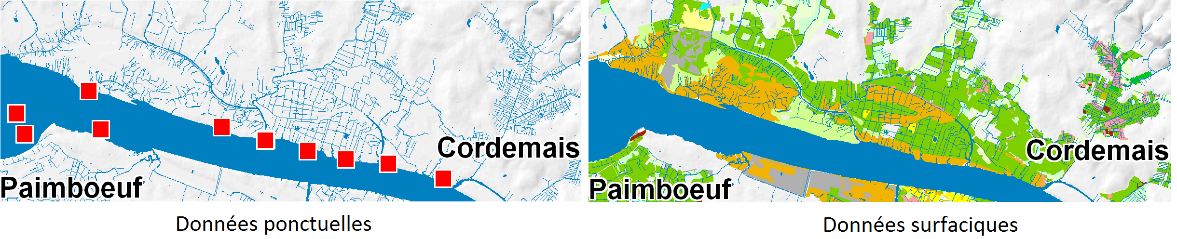 Cordemais
Paimboeuf
Données ponctuelles
Cordemais
Paimboeuf
Données surfaciques